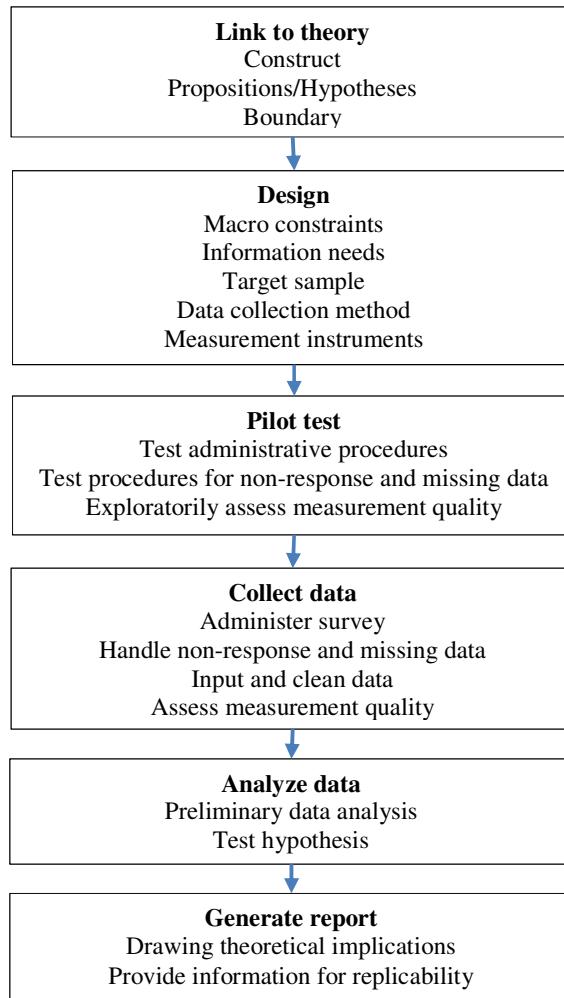 Link to theory
Construct
Propositions/Hypotheses
Boundary
Design
Macro constraints
Information needs
Target sample
Data collection method
Measurement instruments
Pilot test
Test administrative procedures
Test procedures for non-response and missing data
Exploratorily assess measurement quality
Collect data
Administer survey
Handle non-response and missing data
Input and clean data
Assess measurement quality
Analyze data
Preliminary data analysis
Test hypothesis
Generate report
Drawing theoretical implications
Provide information for replicability